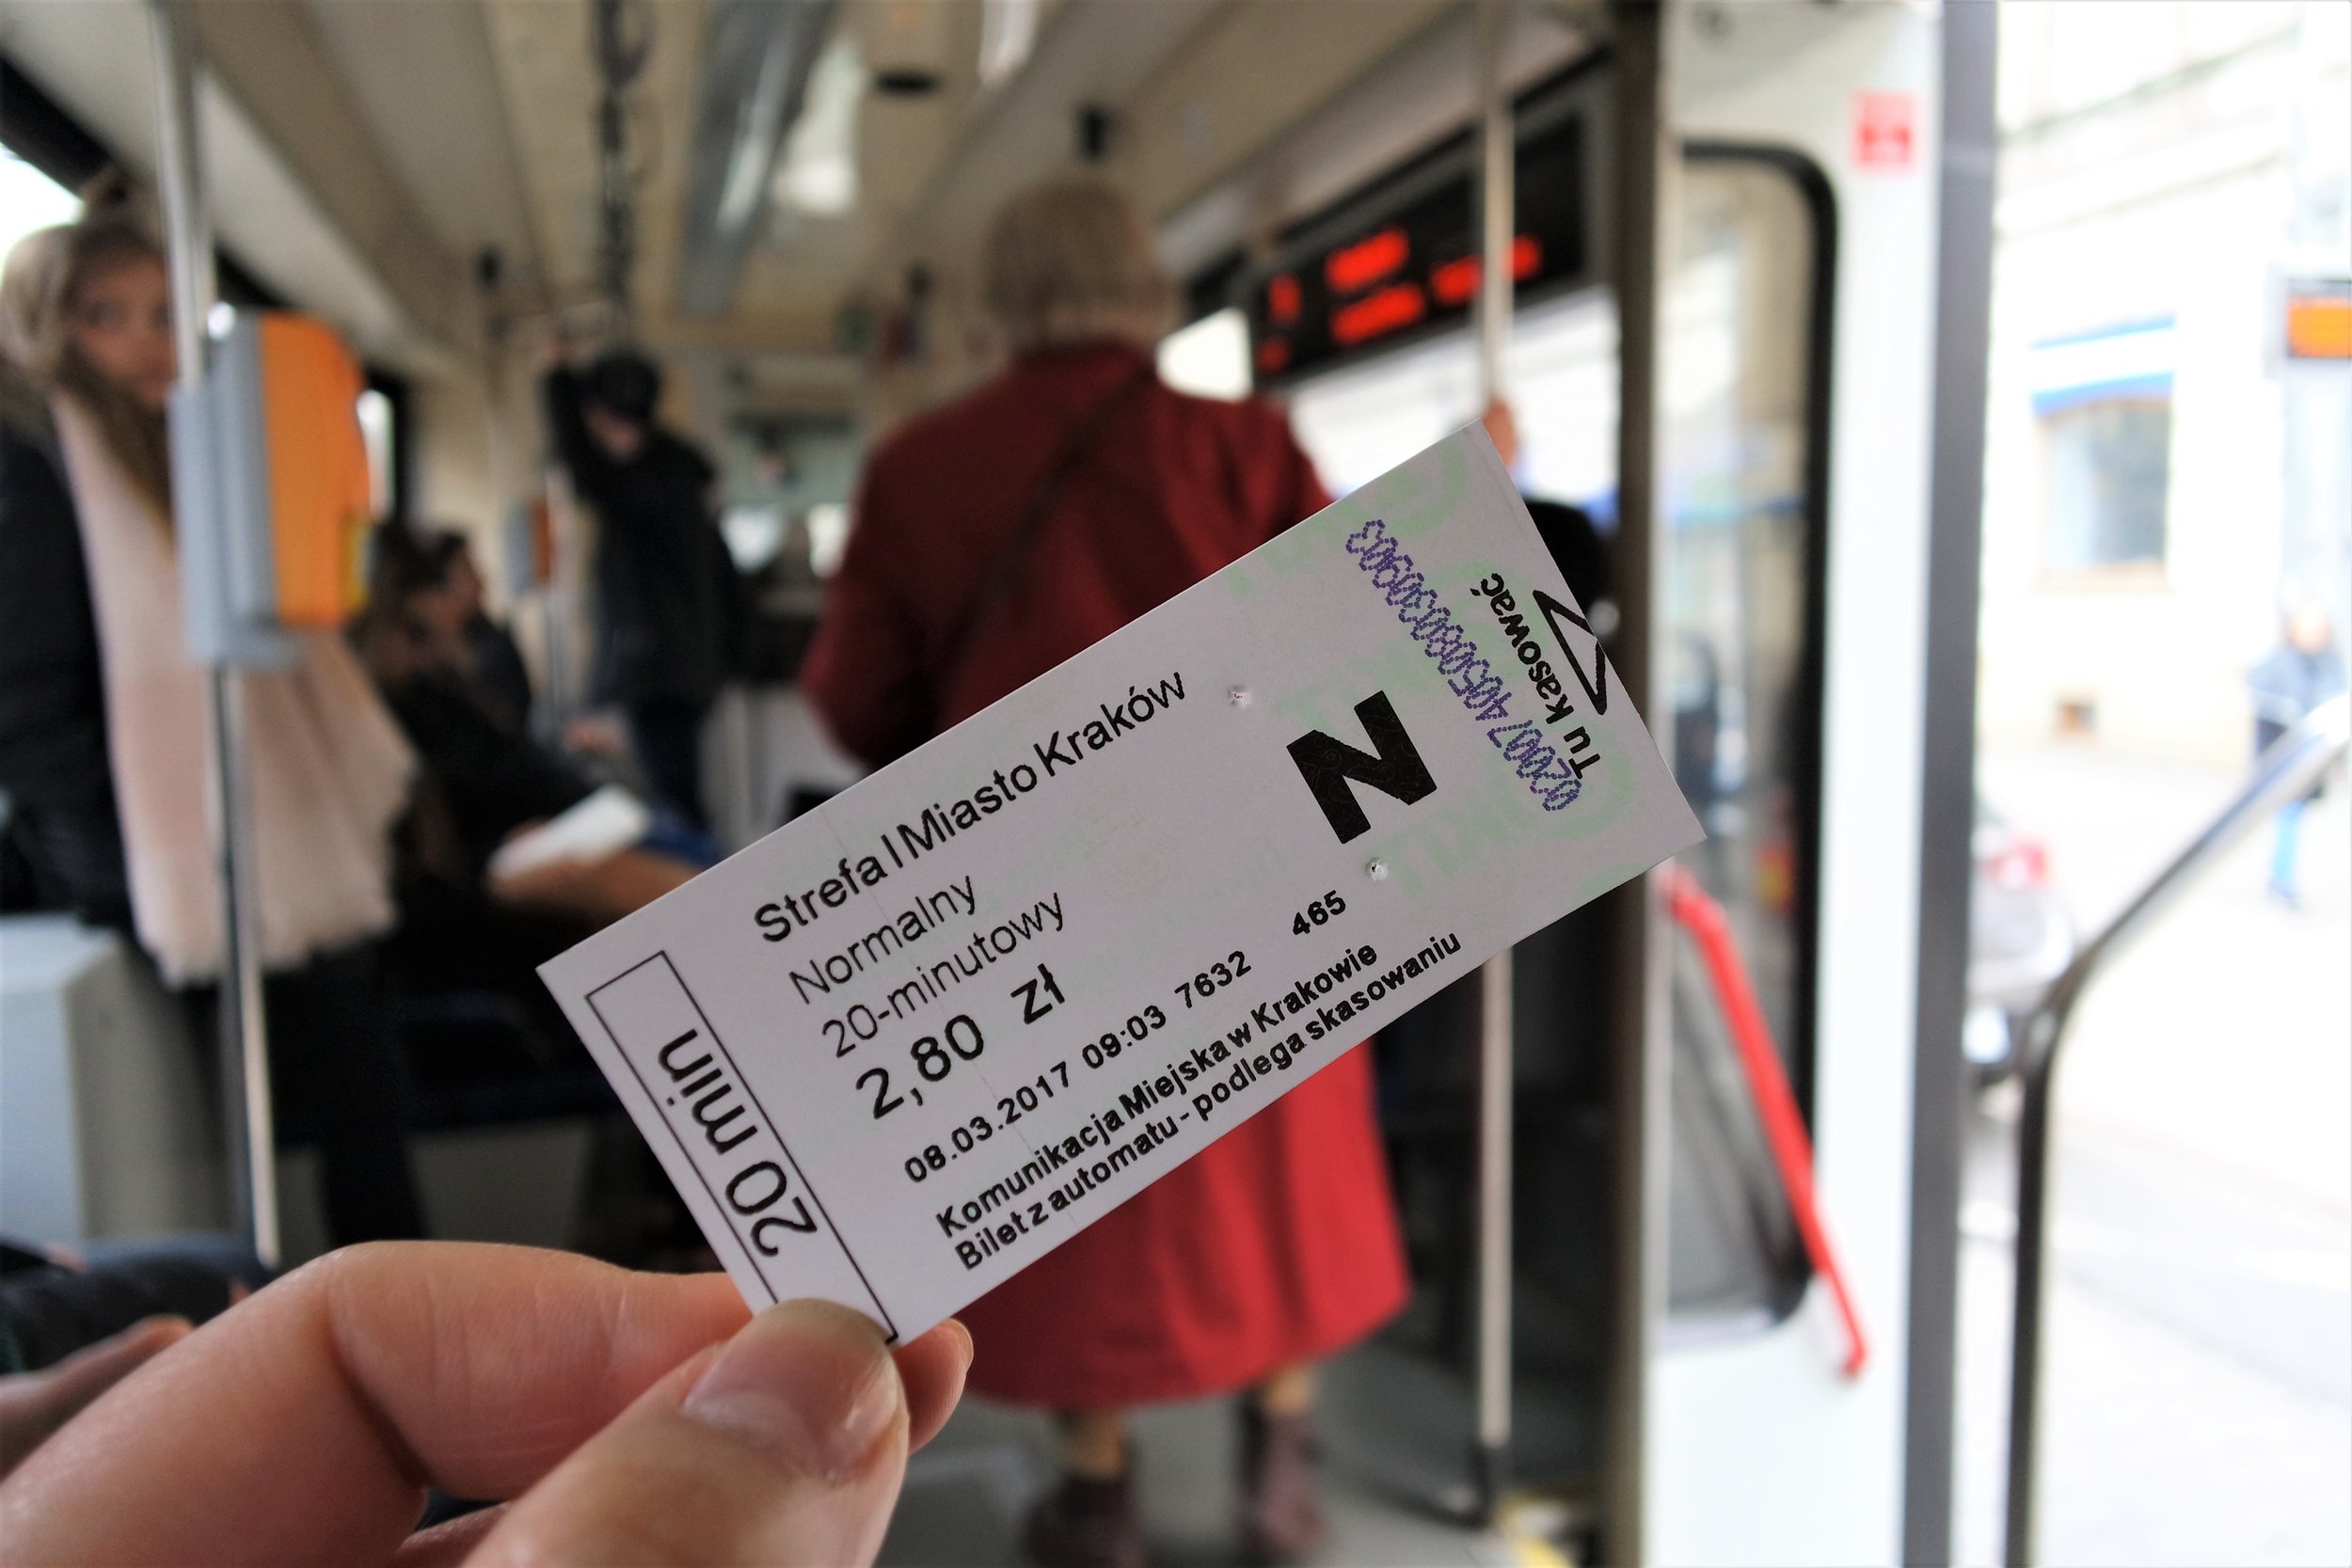 Strefa I Miasto Kraków
Normalny
20-minutowy
2,80 zł
08.03.2017 09:03 7632 465
Komunikacja Miejska w Krakowie
Bilet z automatu - podlega skasowaniu
20 min
N
Tu kasować